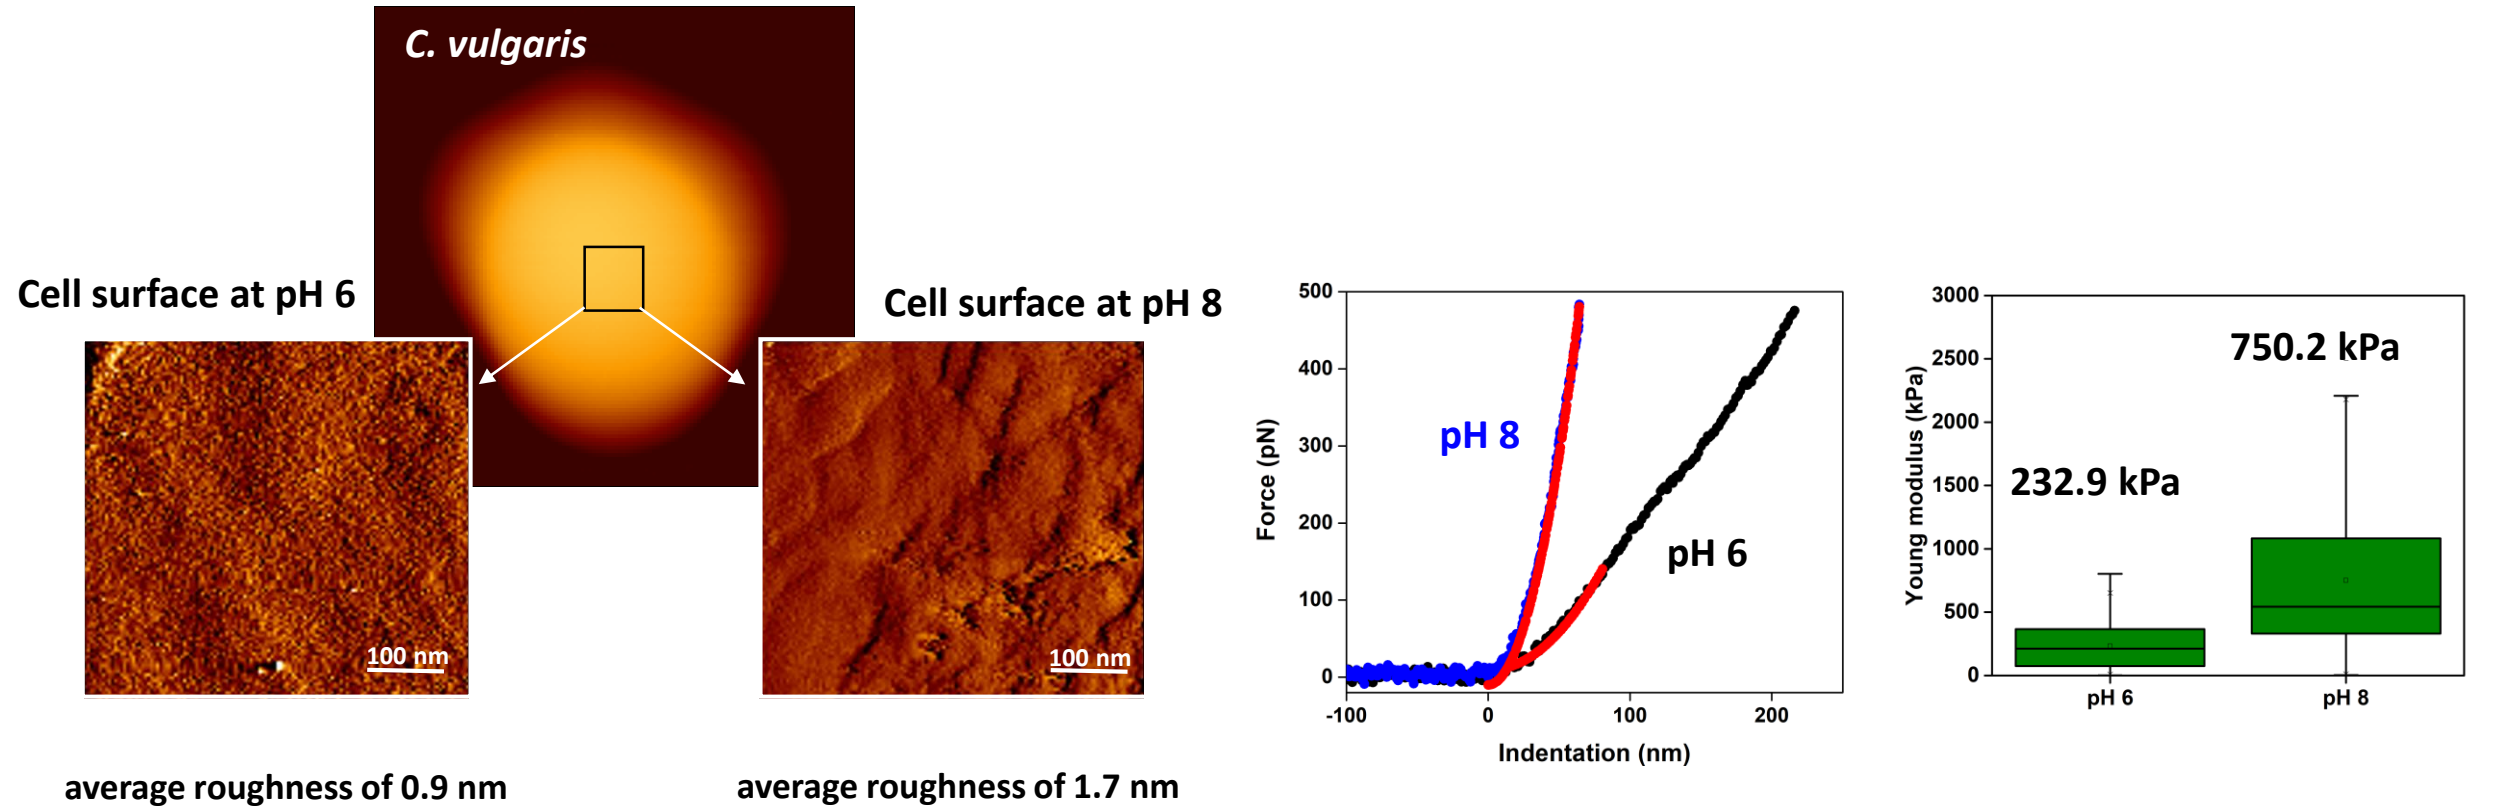 C. vulgaris
Cell surface at pH 6
Cell surface at pH 8
100 nm
100 nm
average roughness of 0.9 nm
average roughness of 1.7 nm
500
400
300
200
100
0
-100
0
100
200
Force (pN)
Indentation (nm)
pH 8
pH 6
3000
2500
2000
1500
1000
500
0
Young modulus (kPa)
232.9 kPa
750.2 kPa
pH 6
pH 8